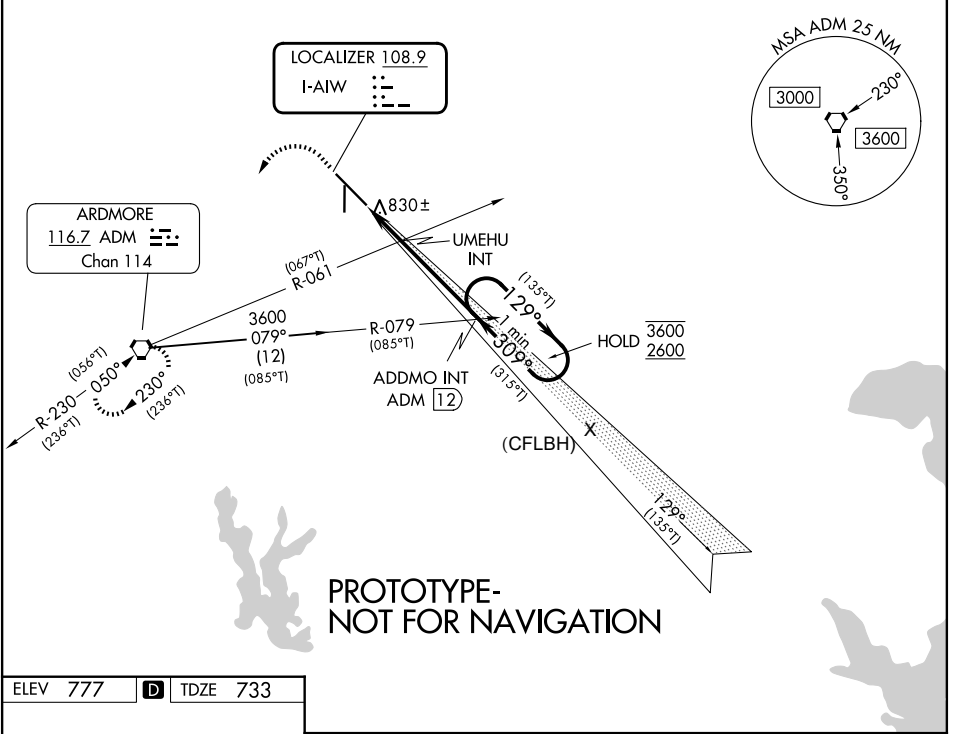 LOCALIZER 108.9
I-AIW
MSA ADM 25 NM
3000
230°
3600
350°
ARDMORE
116.7 ADM
Chan 114
830±
UMEHU
INT
(067°T)
R-061
3600
079°
(12)
(085°T)
R-079
(085°T)
(135°T)
129°
1 min
309°
(315°T)
HOLD
3600
2600
ADDMO INT
ADM 12
(056°T)
050°
R-230
(236°T)
230°
(236°T)
(CFLBH)
129°
(135°T)
PROTOTYPE-
NOT FOR NAVIGATION
ELEV 777 D TDZE 733